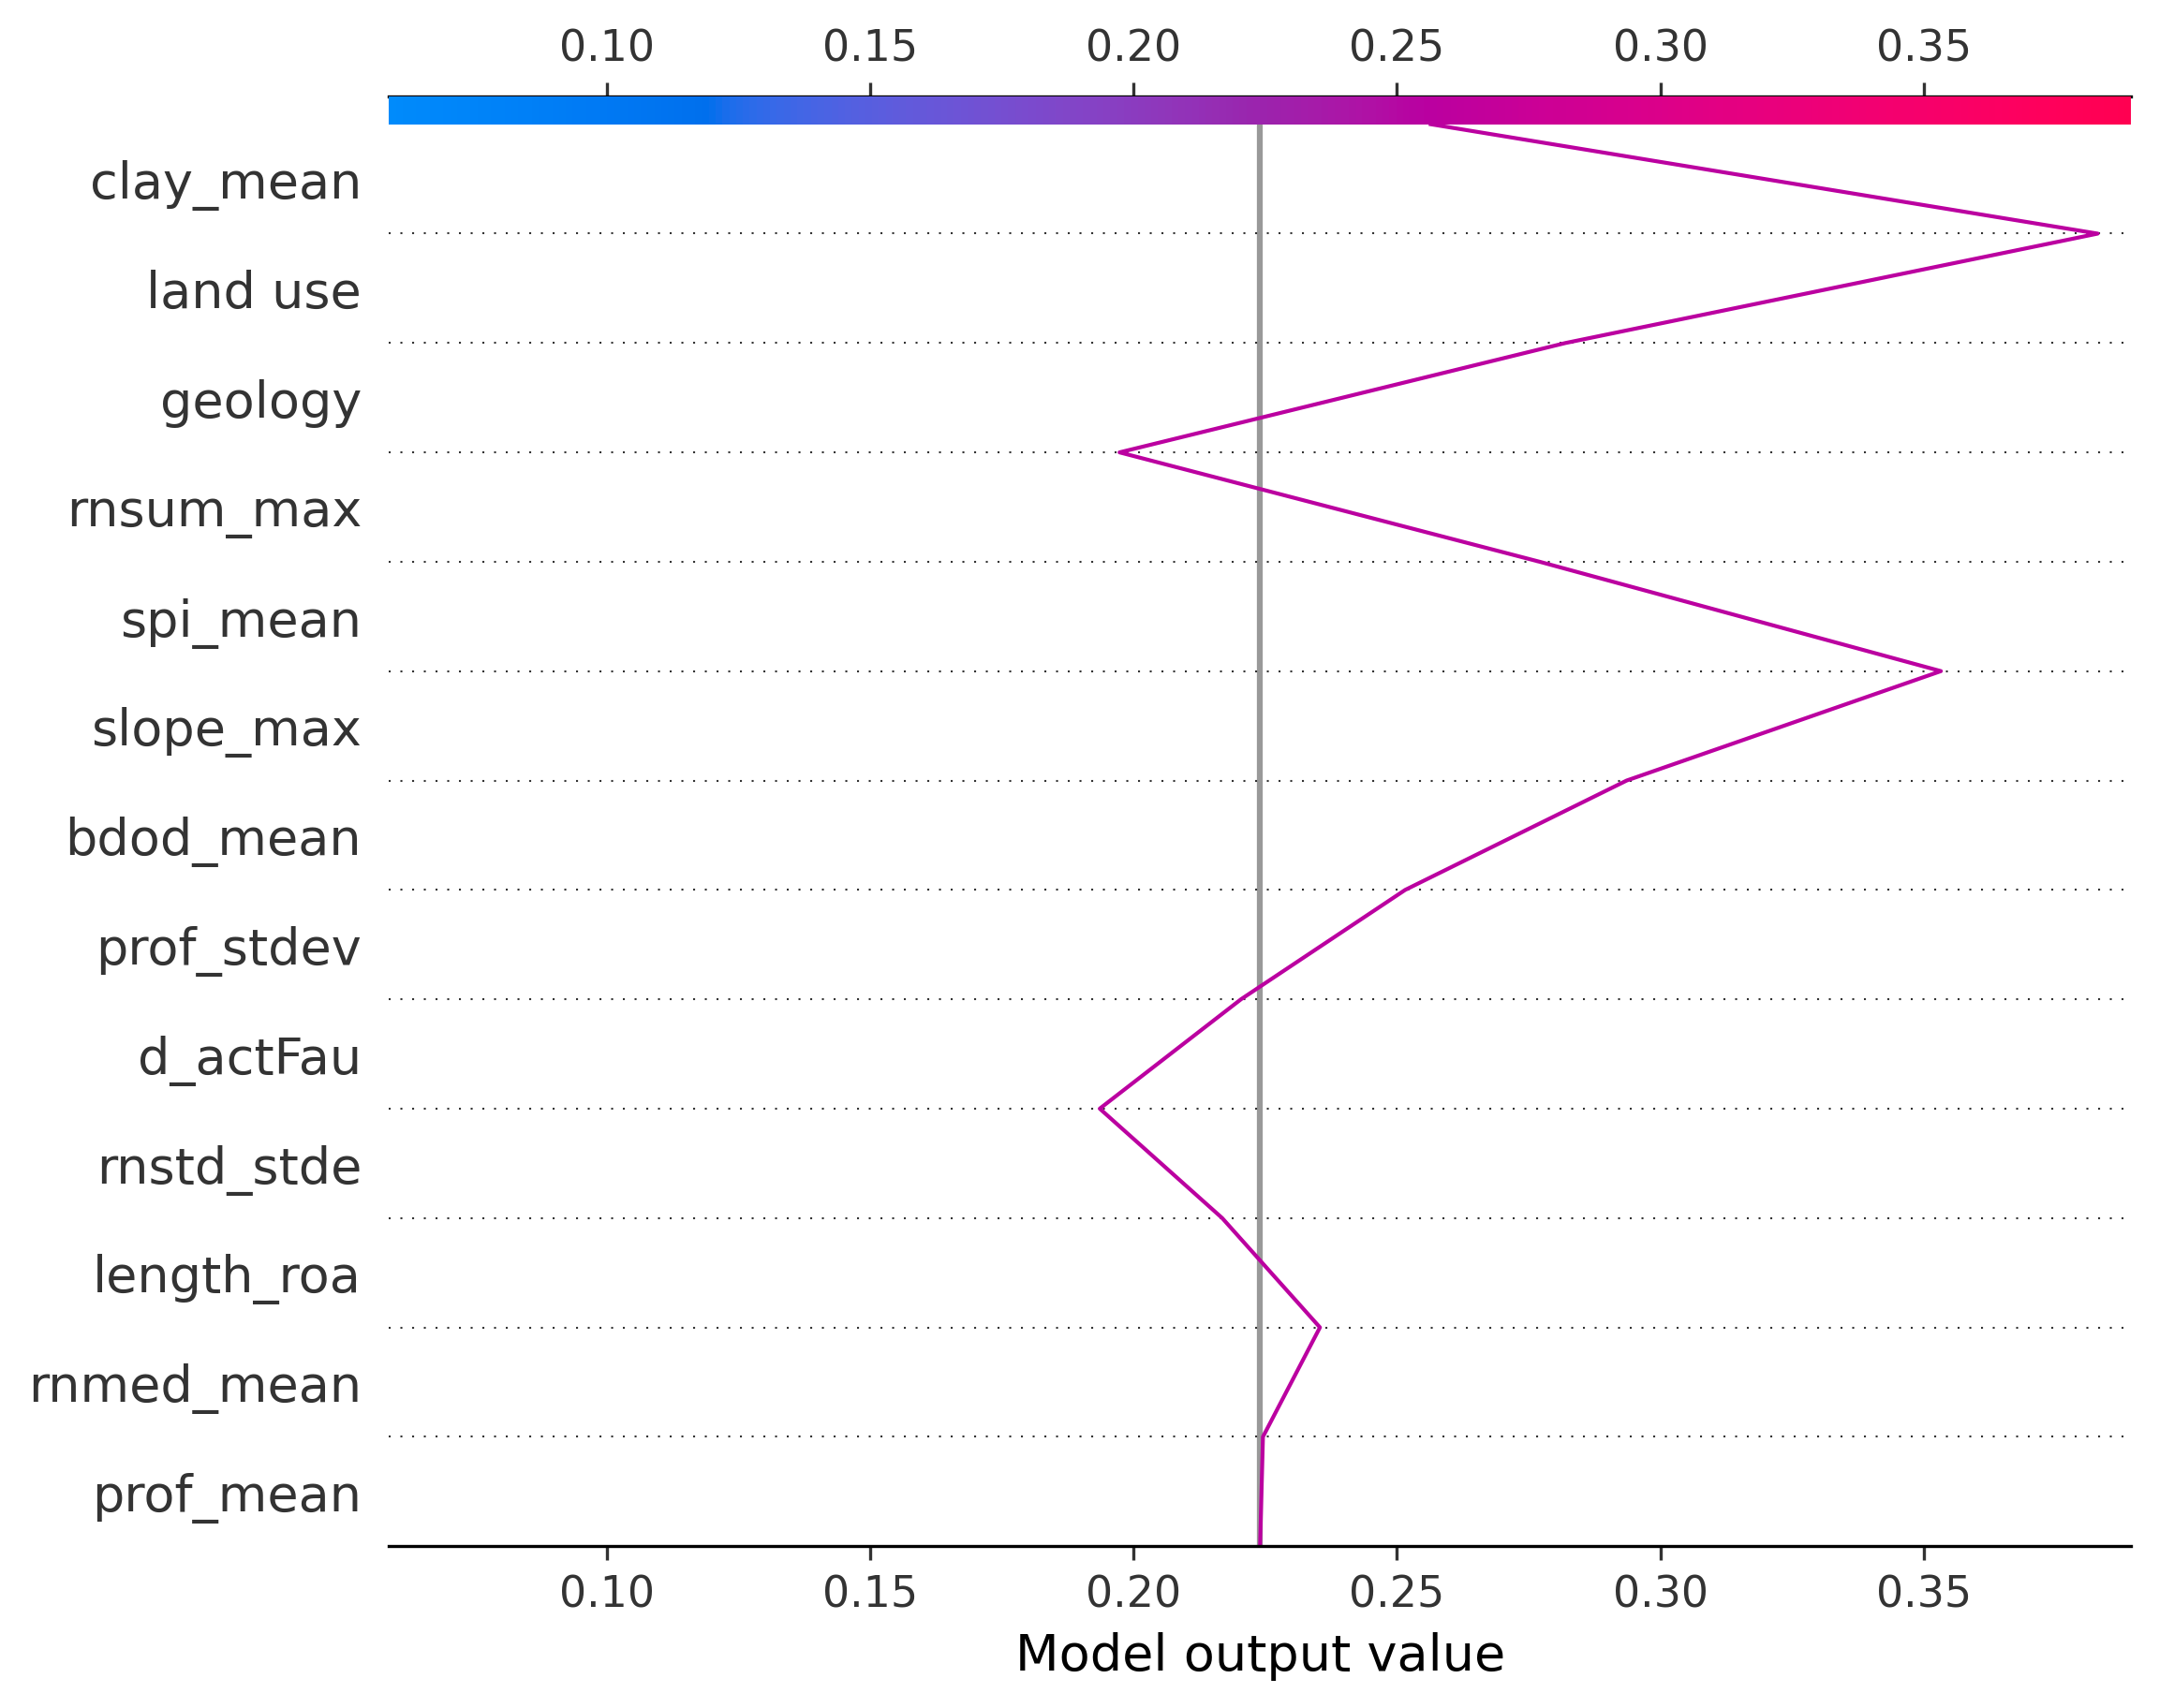 0.10 0.15 0.20 0.25 0.30 0.35
clay_mean
land use
geology
rnsum_max
spi_mean
slope_max
bdod_mean
prof_stdev
d_actFau
rnstd_stde
length_roa
rnmed_mean
prof_mean
0.10 0.15 0.20 0.25 0.30 0.35
Model output value